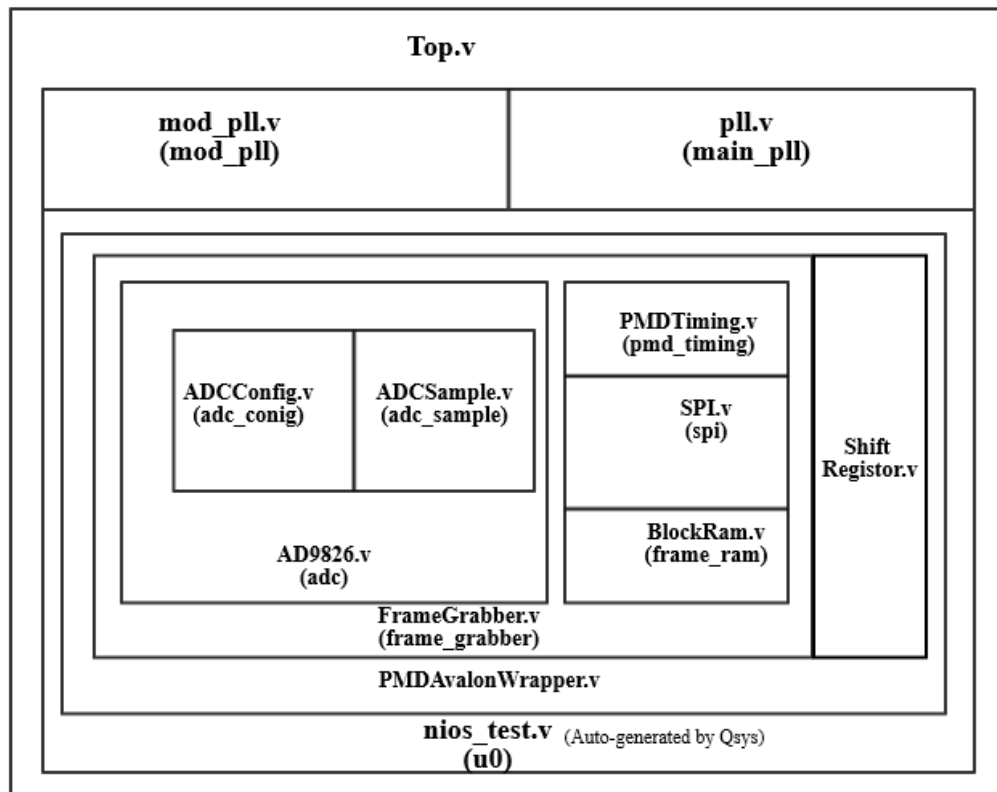 Top.v
mod_pll.v
(mod_pll)
pll.v
(main_pll)
ADCConfig.v
(adc_conig)
ADCSample.v
(adc_sample)
AD9826.v
(adc)
PMDTiming.v
(pmd_timing)
SPI.v
(spi)
BlockRam.v
(frame_ram)
Shift
Registor.v
FrameGrabber.v
(frame_grabber)
PMDAvalonWrapper.v
nios_test.v (Auto-generated by Qsys)
(u0)